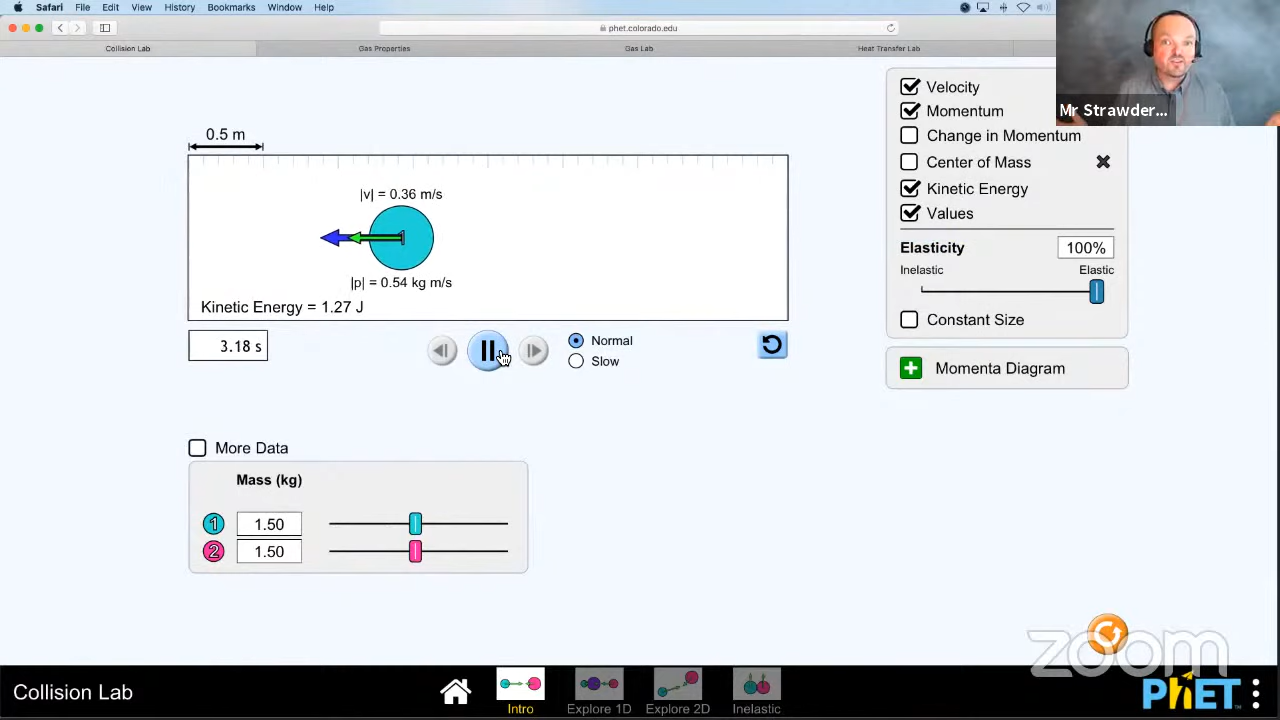 Safari File Edit View History Bookmarks Window Help
phet.colorado.edu
Collision Lab Gas Properties Gas Lab Heat Transfer Lab
Mr Strawder...
0.5 m
|v| = 0.36 m/s
1
|p| = 0.54 kg m/s
Kinetic Energy = 1.27 J
3.18 s
Normal
Slow
Velocity
Momentum
Change in Momentum
Center of Mass
Kinetic Energy
Values
Elasticity 100%
Inelastic Elastic
Constant Size
Momenta Diagram
More Data
Mass (kg)
1 1.50
2 1.50
zoom
Collision Lab
Intro Explore 1D Explore 2D Inelastic
PhET